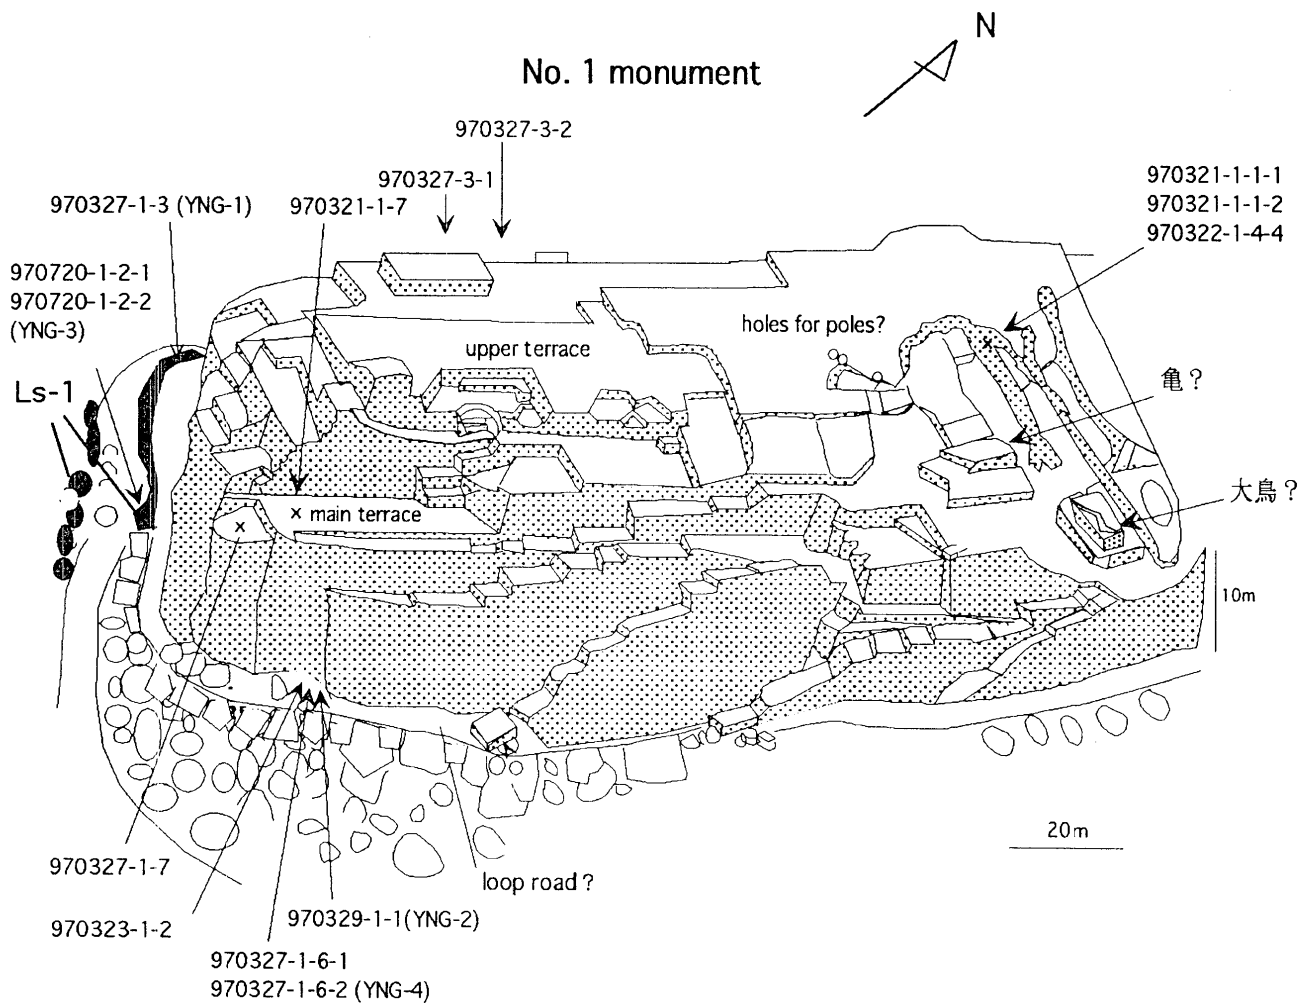 N
No. 1 monument
970327-3-2
970327-3-1
970327-1-3 (YNG-1)
970321-1-7
970321-1-1-1
970321-1-1-2
970322-1-4-4
970720-1-2-1
970720-1-2-2
(YNG-3)
holes for poles?
upper terrace
Ls-1
亀?
大鳥?
x main terrace
x
x
10m
20m
970327-1-7
loop road?
970323-1-2
970329-1-1(YNG-2)
970327-1-6-1
970327-1-6-2 (YNG-4)